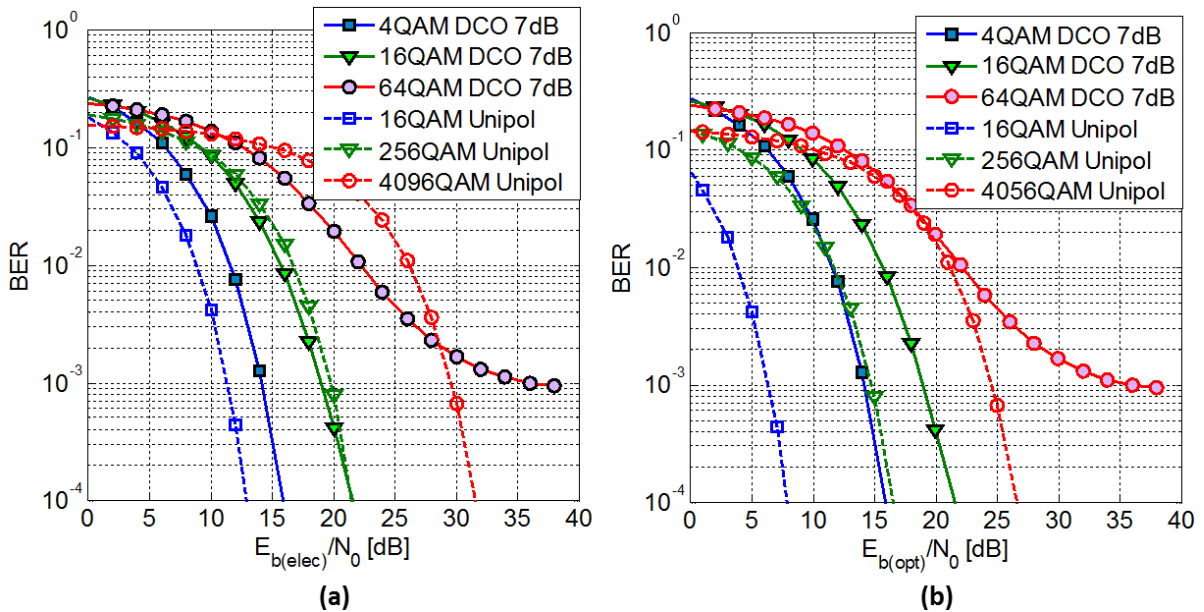 10^0
10^-1
10^-2
10^-3
10^-4
BER
0 5 10 15 20 25 30 35 40
E_b(elec)/N_0 [dB]
4QAM DCO 7dB
16QAM DCO 7dB
64QAM DCO 7dB
16QAM Unipol
256QAM Unipol
4096QAM Unipol
(a)
10^0
10^-1
10^-2
10^-3
10^-4
BER
0 5 10 15 20 25 30 35 40
E_b(opt)/N_0 [dB]
4QAM DCO 7dB
16QAM DCO 7dB
64QAM DCO 7dB
16QAM Unipol
256QAM Unipol
4056QAM Unipol
(b)